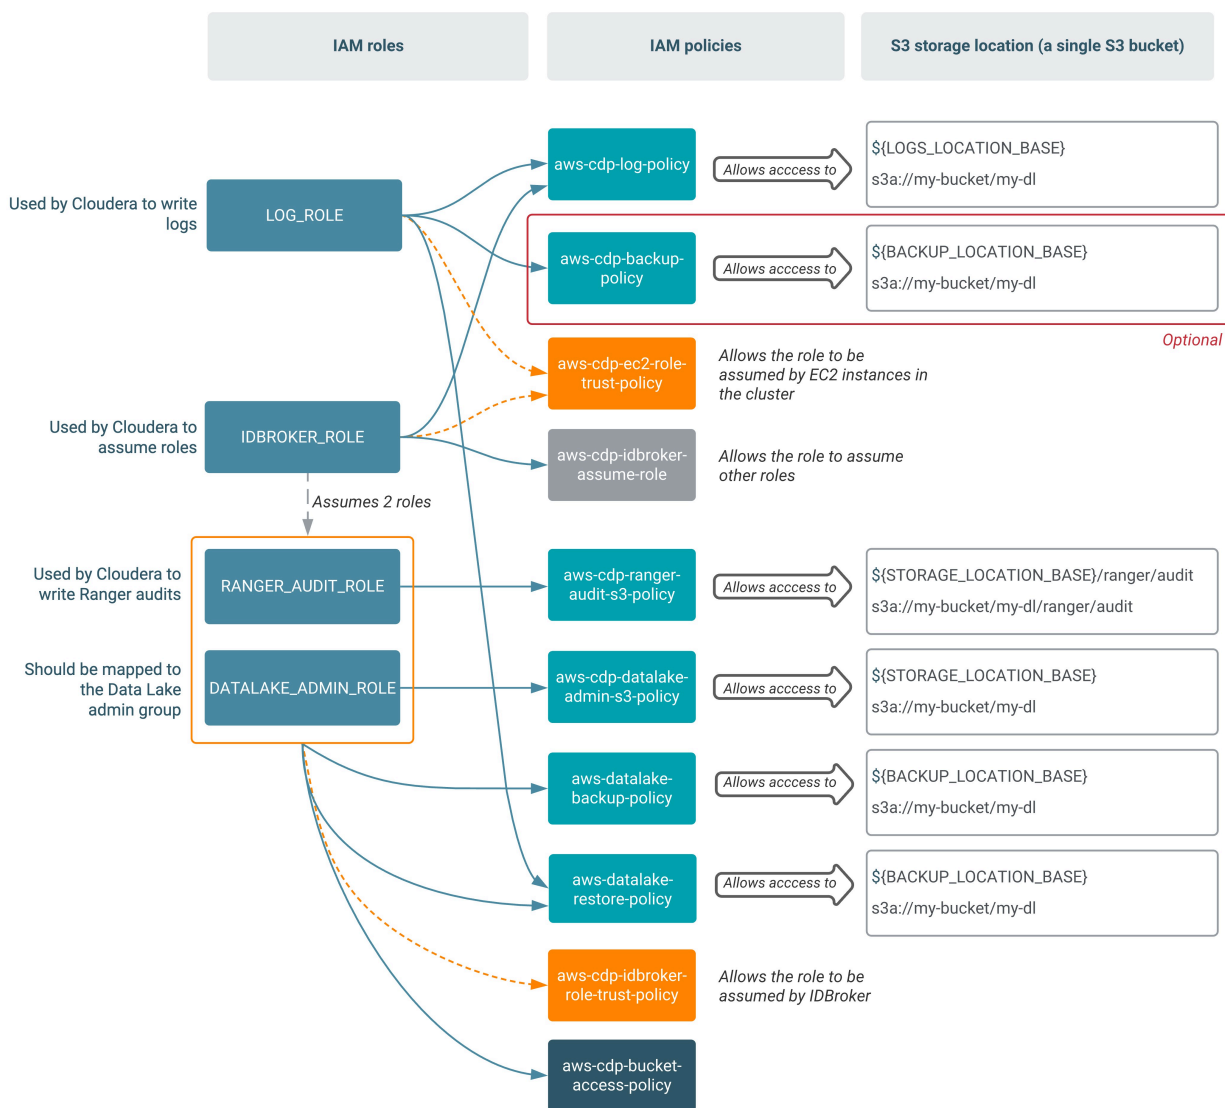 IAM roles
IAM policies
S3 storage location (a single S3 bucket)
Used by Cloudera to write
logs
LOG_ROLE
aws-cdp-log-policy
Allows acccess to
${LOGS_LOCATION_BASE}
s3a://my-bucket/my-dl
aws-cdp-backup-
policy
Allows acccess to
${BACKUP_LOCATION_BASE}
s3a://my-bucket/my-dl
Optional
aws-cdp-ec2-role-
trust-policy
Allows the role to be
assumed by EC2 instances in
the cluster
Used by Cloudera to
assume roles
IDBROKER_ROLE
aws-cdp-idbroker-
assume-role
Allows the role to assume
other roles
Assumes 2 roles
Used by Cloudera to
write Ranger audits
RANGER_AUDIT_ROLE
aws-cdp-ranger-
audit-s3-policy
Allows acccess to
${STORAGE_LOCATION_BASE}/ranger/audit
s3a://my-bucket/my-dl/ranger/audit
Should be mapped to
the Data Lake
admin group
DATALAKE_ADMIN_ROLE
aws-cdp-datalake-
admin-s3-policy
Allows acccess to
${STORAGE_LOCATION_BASE}
s3a://my-bucket/my-dl
aws-datalake-
backup-policy
Allows acccess to
${BACKUP_LOCATION_BASE}
s3a://my-bucket/my-dl
aws-datalake-
restore-policy
Allows acccess to
${BACKUP_LOCATION_BASE}
s3a://my-bucket/my-dl
aws-cdp-idbroker-
role-trust-policy
Allows the role to be
assumed by IDBroker
aws-cdp-bucket-
access-policy